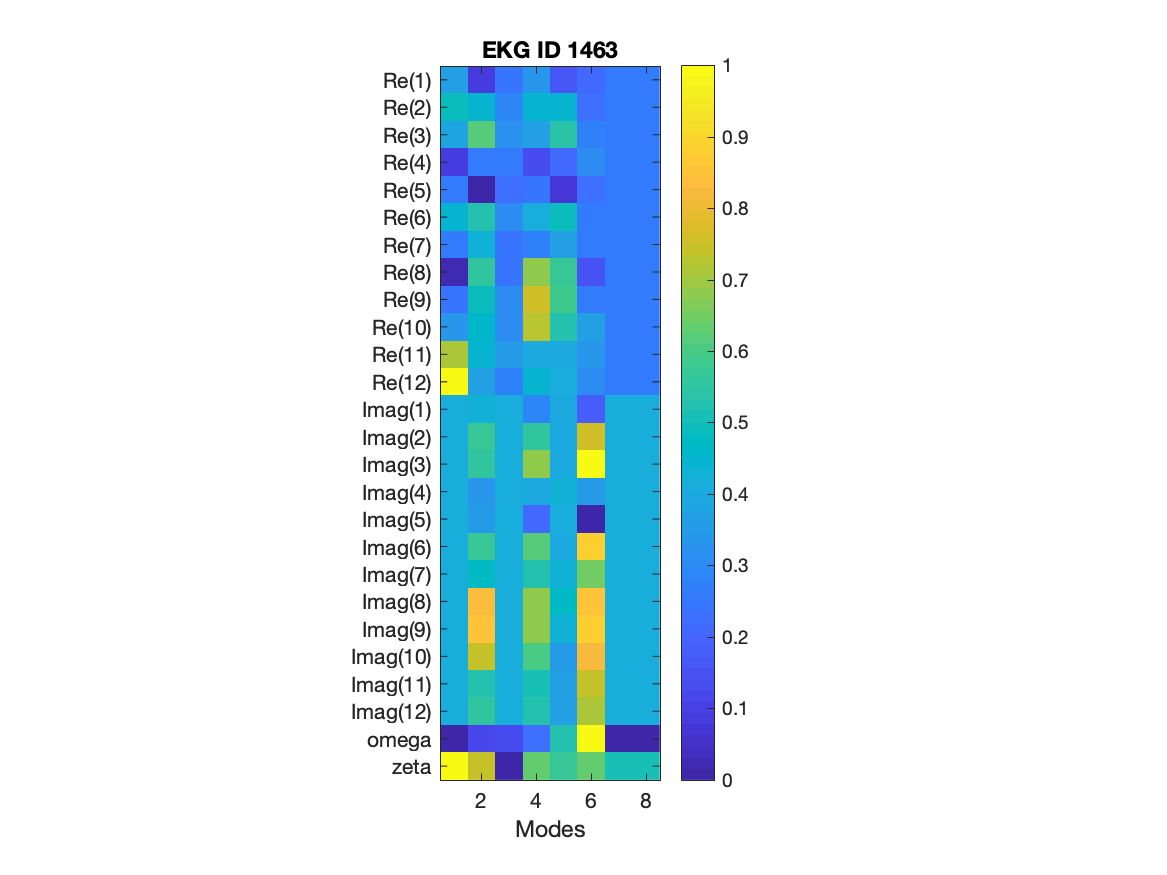 EKG ID 1463
Re(1)
Re(2)
Re(3)
Re(4)
Re(5)
Re(6)
Re(7)
Re(8)
Re(9)
Re(10)
Re(11)
Re(12)
Imag(1)
Imag(2)
Imag(3)
Imag(4)
Imag(5)
Imag(6)
Imag(7)
Imag(8)
Imag(9)
Imag(10)
Imag(11)
Imag(12)
omega
zeta
2 4 6 8
Modes
1
0.9
0.8
0.7
0.6
0.5
0.4
0.3
0.2
0.1
0